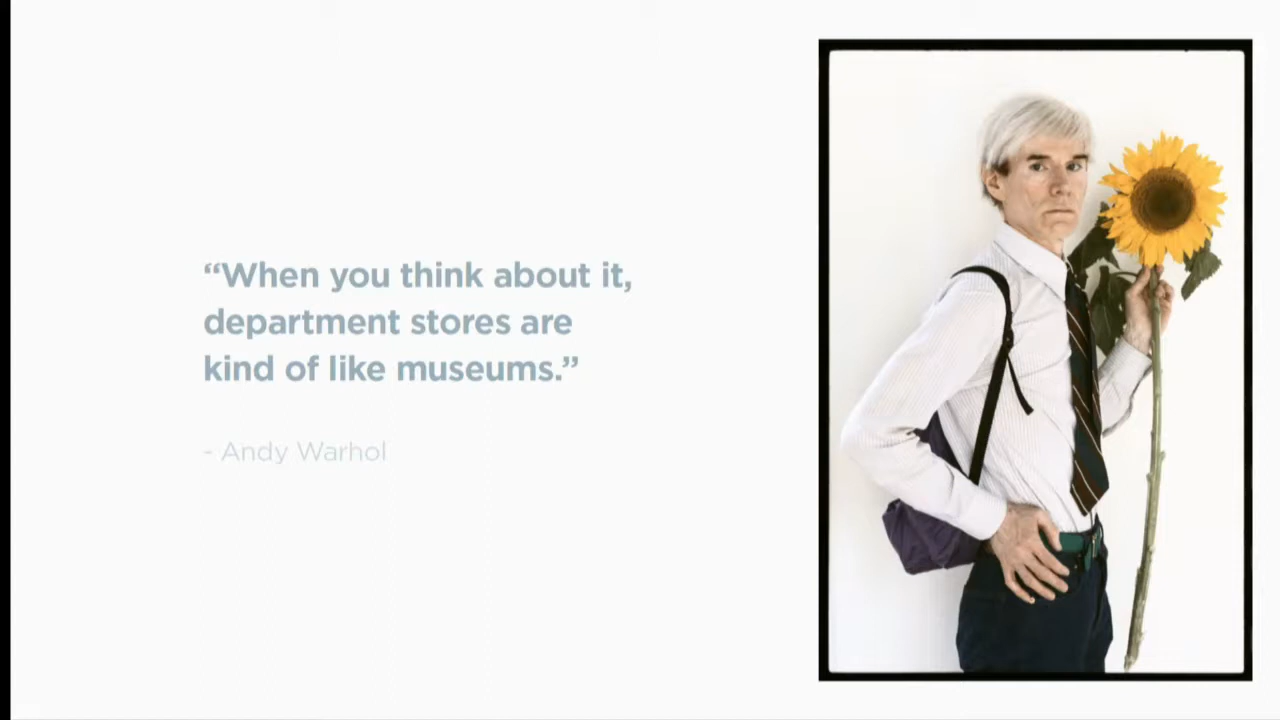 “When you think about it,
department stores are
kind of like museums.”
- Andy Warhol